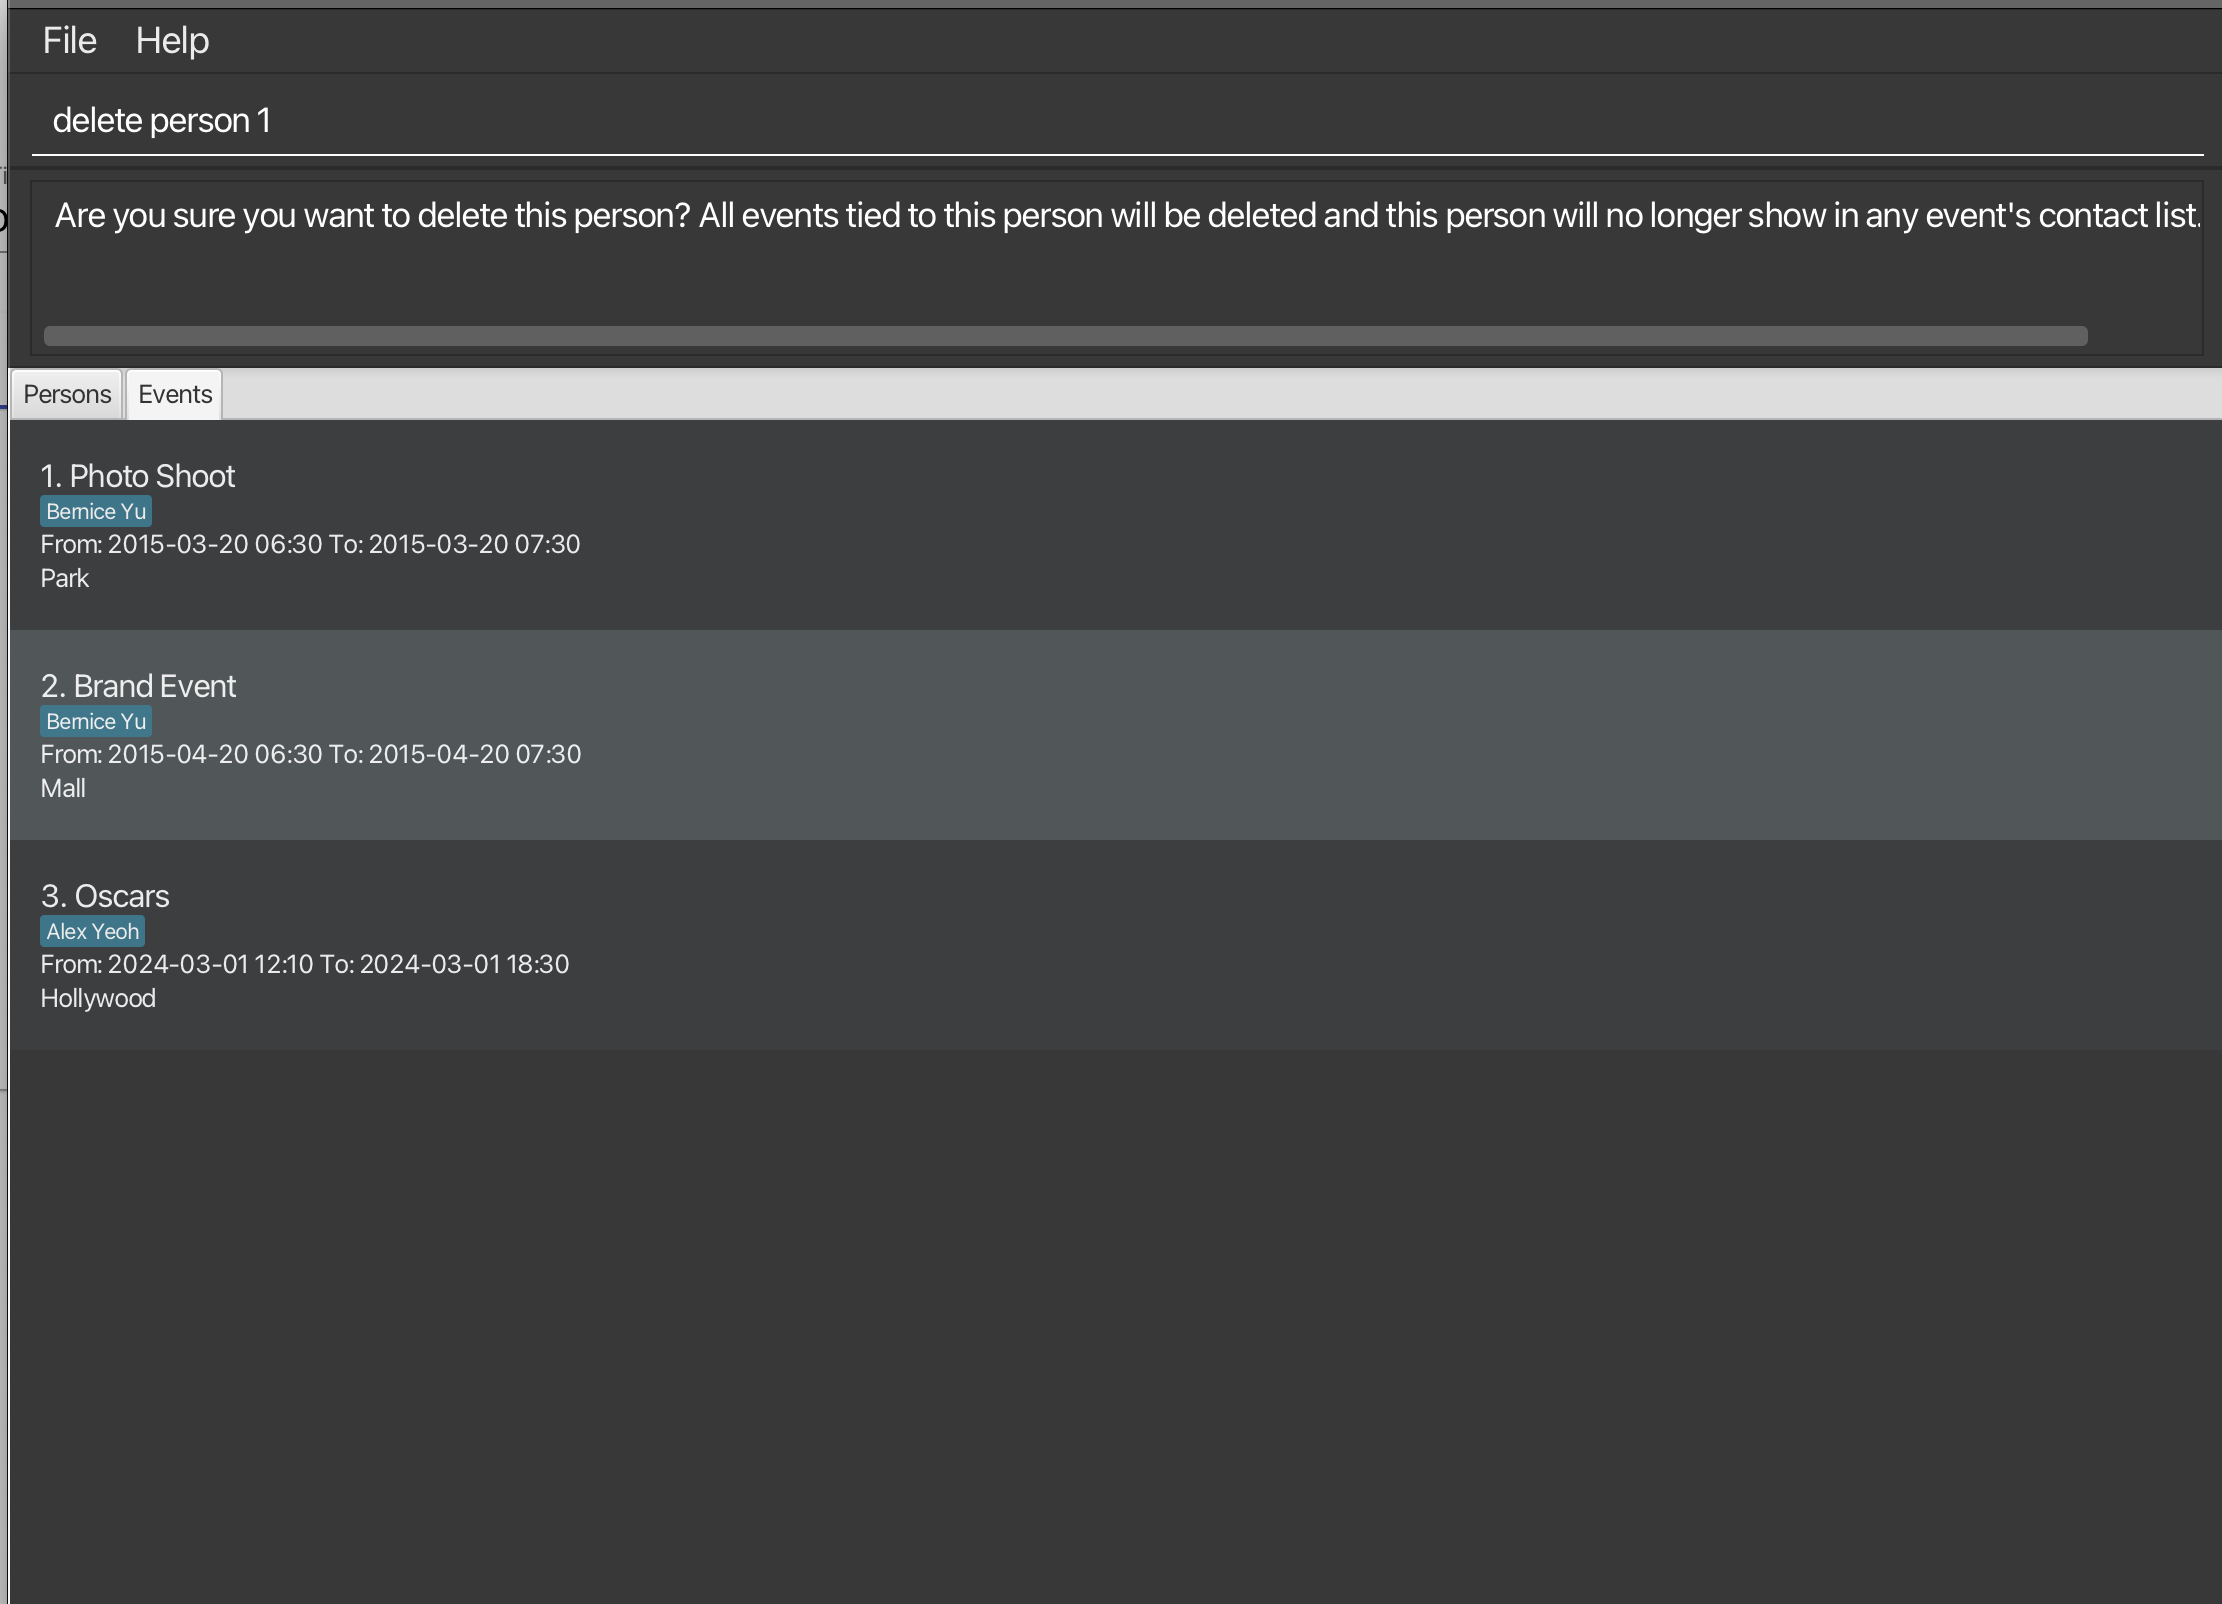 File Help
delete person 1
Are you sure you want to delete this person? All events tied to this person will be deleted and this person will no longer show in any event's contact list.
Persons Events
1. Photo Shoot
Bernice Yu
From: 2015-03-20 06:30 To: 2015-03-20 07:30
Park
2. Brand Event
Bernice Yu
From: 2015-04-20 06:30 To: 2015-04-20 07:30
Mall
3. Oscars
Alex Yeoh
From: 2024-03-01 12:10 To: 2024-03-01 18:30
Hollywood